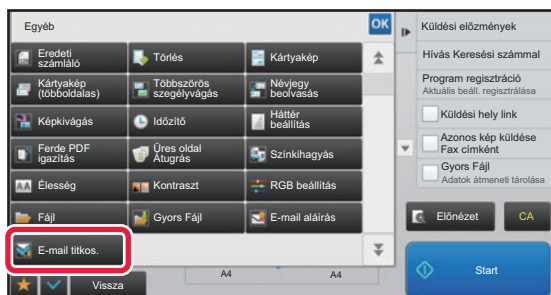 Egyéb
OK
Eredeti
számláló
Törlés
Kártyakép
Kártyakép
(többoldalas)
Többszörös
szegélyvágás
Névjegy
beolvasás
Képkivágás
Időzítő
Háttér
beállítás
Ferde PDF
igazítás
Üres oldal
Átugrás
Színkihagyás
AA Élesség
Kontraszt
RGB beállítás
Fájl
Gyors Fájl
E-mail aláírás
E-mail titkos.
Vissza
A4
A4
Küldési előzmények
Hívás Keresési számmal
Program regisztráció
Aktuális beáll. regisztrálása
Küldési hely link
Azonos kép küldése
Fax címként
Gyors Fájl
Adatok átmeneti tárolása
Előnézet
CA
Start